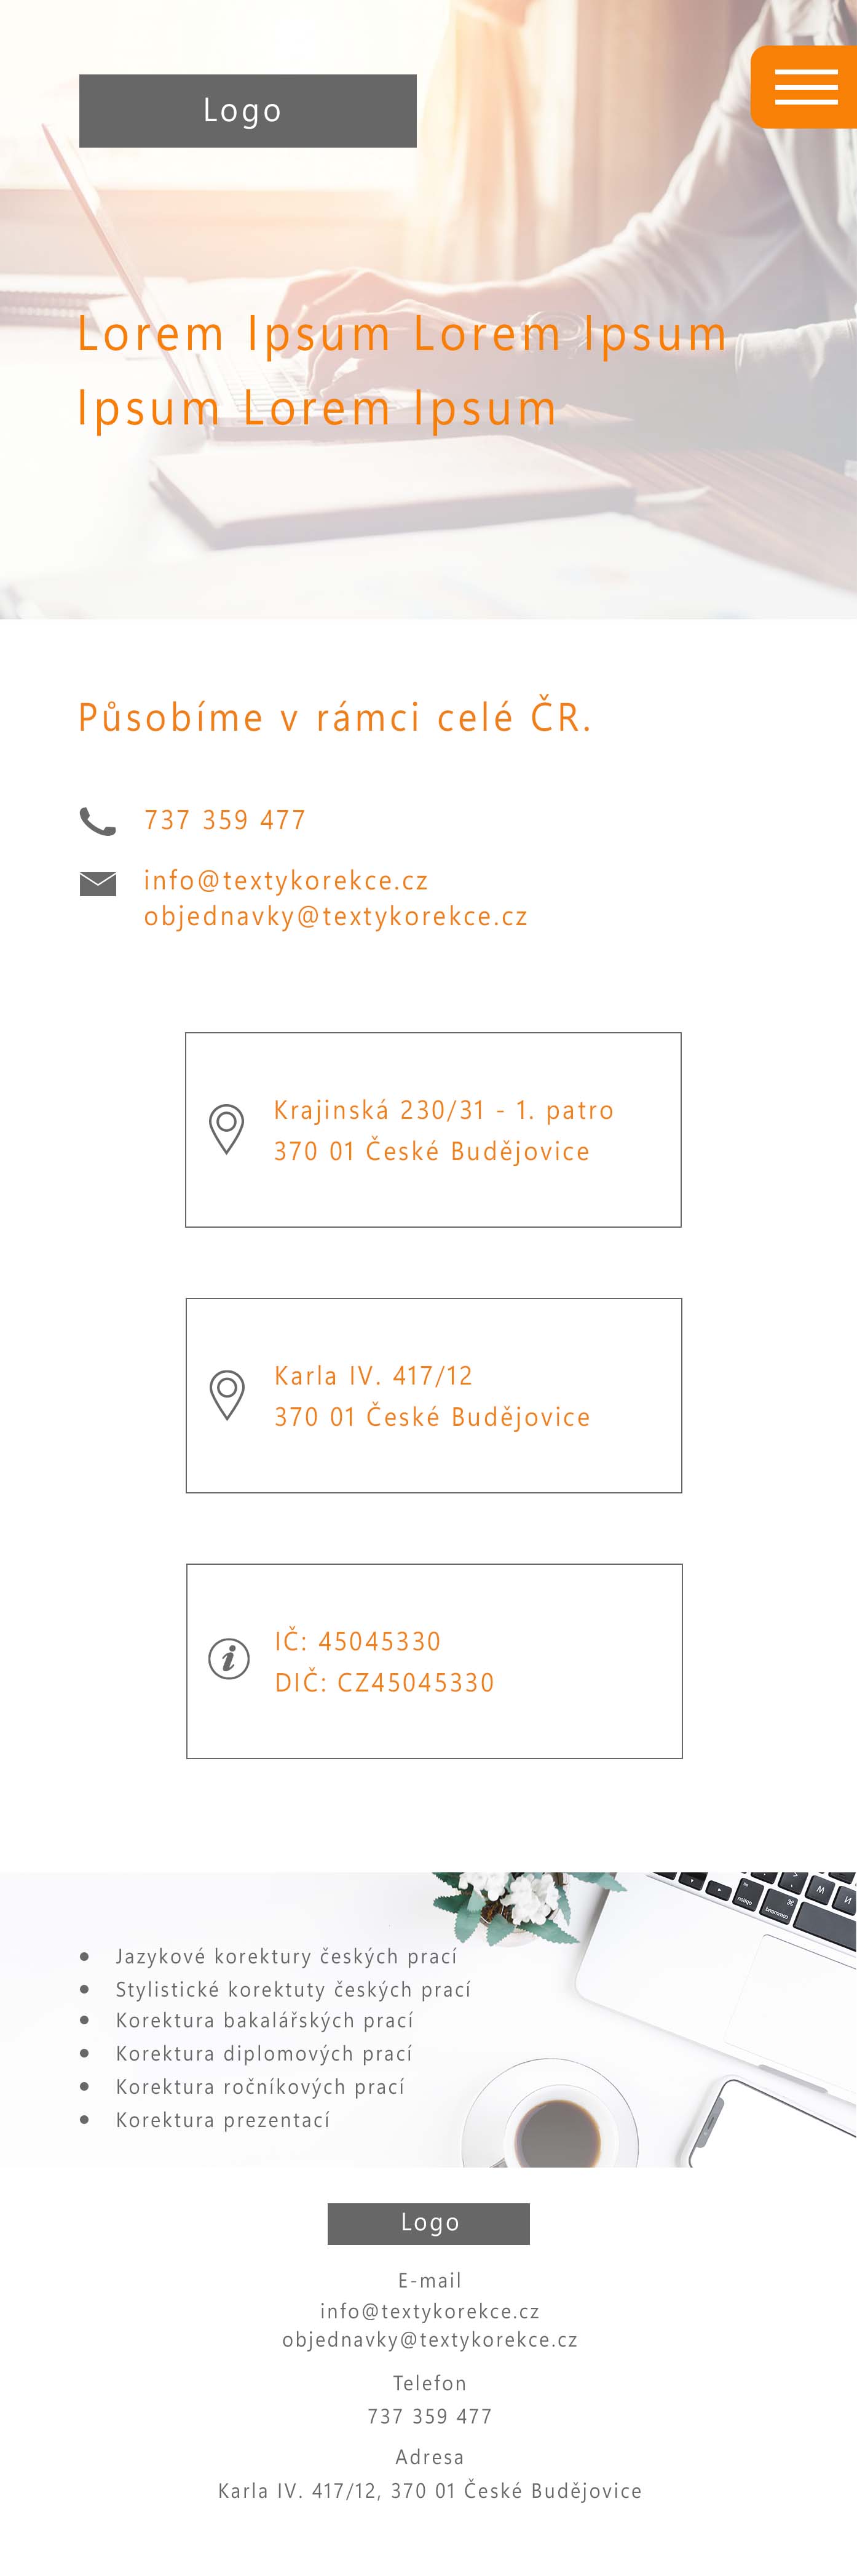 Logo
Lorem Ipsum Lorem Ipsum
Ipsum Lorem Ipsum
Působíme v rámci celé ČR.
737 359 477
info@textykorekce.cz
objednavky@textykorekce.cz
Krajinská 230/31 - 1. patro
370 01 České Budějovice
Karla IV. 417/12
370 01 České Budějovice
IČ: 45045330
DIČ: CZ45045330
Jazykové korektury českých prací
Stylistické korektuty českých prací
Korektura bakalářských prací
Korektura diplomových prací
Korektura ročníkových prací
Korektura prezentací
Logo
E-mail
info@textykorekce.cz
objednavky@textykorekce.cz
Telefon
737 359 477
Adresa
Karla IV. 417/12, 370 01 České Budějovice